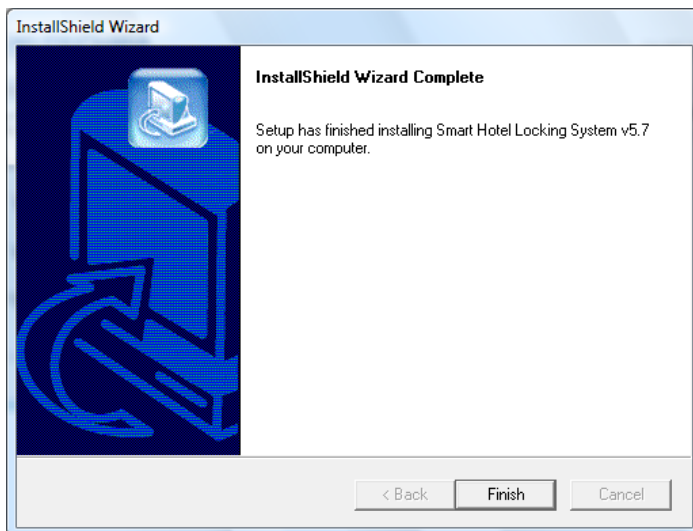 InstallShield Wizard
InstallShield Wizard Complete
Setup has finished installing Smart Hotel Locking System v5.7
on your computer.
< Back Finish Cancel